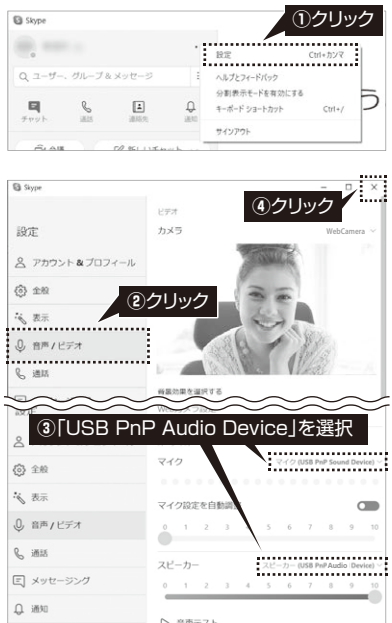 Skype
①クリック
設定 Ctrl+カンマ
ヘルプとフィードバック
分割表示モードを有効にする
キーボード ショートカット Ctrl+/
サインアウト
ユーザー、グループ & メッセージ
チャット 通話 連絡先 通知
Skype
④クリック
ビデオ
設定
カメラ WebCamera
アカウント & プロフィール
全般
②クリック
表示
音声 / ビデオ
通話
背景効果を選択する
③「USB PnP Audio Device」を選択
マイク マイク (USB PnP Sound Device)
全般
表示
マイク設定を自動調
音声 / ビデオ
0 1 2 3 5 6 7 8 9 10
通話
スピーカー スピーカー (USB PnP Audio Device)
メッセージング
0 1 2 3 4 5 6 7 8 9 10
通知
音声テスト